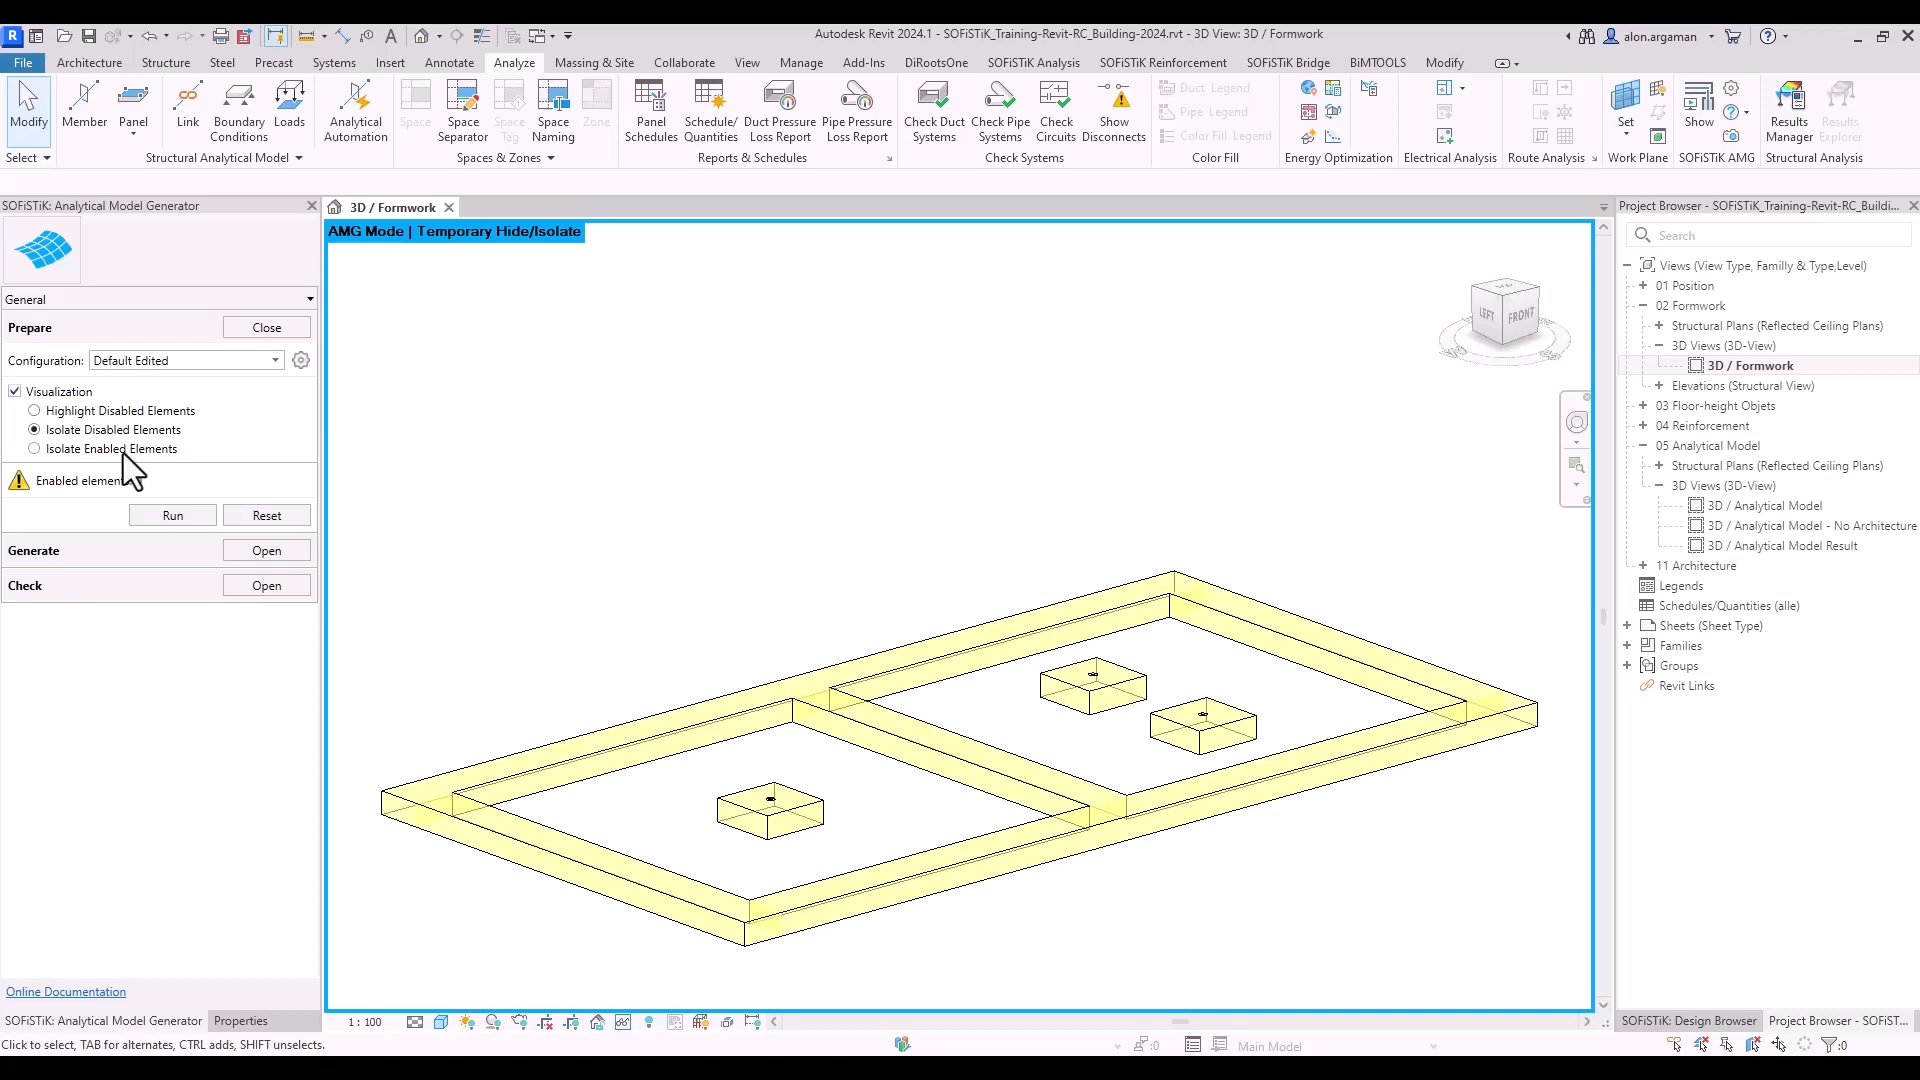 Autodesk Revit 2024.1 - SOFiSTiK_Training-Revit-RC_Building-2024.rvt - 3D View: 3D / Formwork
alon.argaman
File Architecture Structure Steel Precast Systems Insert Annotate Analyze Massing & Site Collaborate View Manage Add-Ins DiRootsOne SOFiSTiK Analysis SOFiSTiK Reinforcement SOFiSTiK Bridge BiMTOOLS Modify
Modify
Member
Panel
Link
Boundary
Conditions
Loads
Analytical
Automation
Space
Space
Separator
Space
Tag
Space
Naming
Zone
Panel
Schedules
Schedule/
Quantities
Duct Pressure
Loss Report
Pipe Pressure
Loss Report
Check Duct
Systems
Check Pipe
Systems
Check
Circuits
Show
Disconnects
Duct Legend
Pipe Legend
Color Fill Legend
Set
Show
Results
Manager
Results
Explorer
Select
Structural Analytical Model
Spaces & Zones
Reports & Schedules
Check Systems
Color Fill
Energy Optimization
Electrical Analysis
Route Analysis
Work Plane
SOFiSTiK AMG
Structural Analysis
SOFiSTiK: Analytical Model Generator
General
Prepare
Close
Configuration:
Default Edited
Visualization
Highlight Disabled Elements
Isolate Disabled Elements
Isolate Enabled Elements
Enabled elemen
Run
Reset
Generate
Open
Check
Open
Online Documentation
SOFiSTiK: Analytical Model Generator
Properties
3D / Formwork
AMG Mode | Temporary Hide/Isolate
LEFT
FRONT
1 : 100
Project Browser - SOFiSTiK_Training-Revit-RC_Buildi...
Search
Views (View Type, Familly & Type,Level)
01 Position
02 Formwork
Structural Plans (Reflected Ceiling Plans)
3D Views (3D-View)
3D / Formwork
Elevations (Structural View)
03 Floor-height Objets
04 Reinforcement
05 Analytical Model
Structural Plans (Reflected Ceiling Plans)
3D Views (3D-View)
3D / Analytical Model
3D / Analytical Model - No Architecture
3D / Analytical Model Result
11 Architecture
Legends
Schedules/Quantities (alle)
Sheets (Sheet Type)
Families
Groups
Revit Links
SOFiSTiK: Design Browser
Project Browser - SOFiST...
Click to select, TAB for alternates, CTRL adds, SHIFT unselects.
:0
Main Model
:0